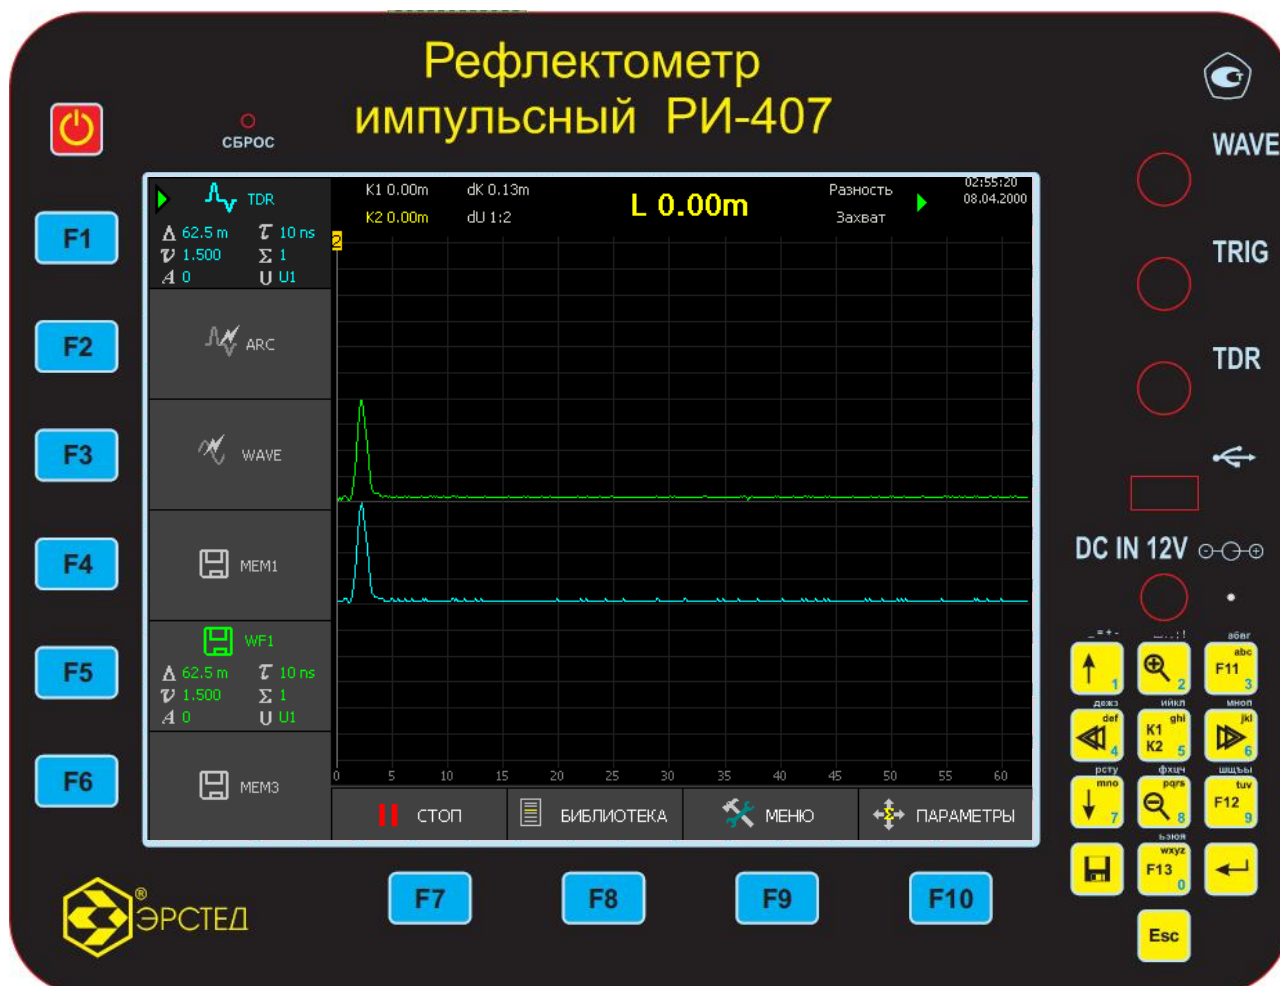 Рефлектометр
импульсный РИ-407
СБРОС
WAVE
TRIG
TDR
DC IN 12V
F1
F2
F3
F4
F5
F6
TDR
Δ 62.5 m τ 10 ns
υ 1.500 Σ 1
A 0 U U1
ARC
WAVE
MEM1
WF1
Δ 62.5 m τ 10 ns
υ 1.500 Σ 1
A 0 U U1
MEM3
K1 0.00m dK 0.13m
K2 0.00m dU 1:2
L 0.00m
Разность
Захват
02:55:20
08.04.2000
2
0 5 10 15 20 25 30 35 40 45 50 55 60
СТОП БИБЛИОТЕКА МЕНЮ ПАРАМЕТРЫ
F7 F8 F9 F10
ЭРСТЕД®
_ = + -
абвг
1
2
abc
F11
3
дежз ийкл мноп
def
4
ghi
K1
K2 5
jkl
6
рсту фхцч шщъы
mno
7
pqrs
8
tuv
F12
9
ьэюя
wxyz
F13
0
Esc